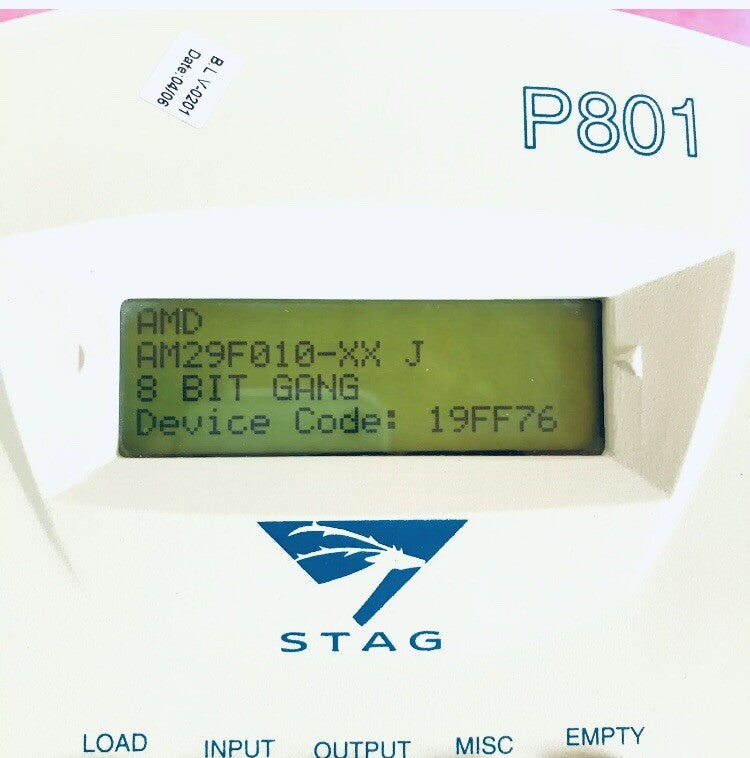 B.L V-0201
Date:04/06
P801
AMD
AM29F010-XX J
8 BIT GANG
Device Code: 19FF76
STAG
LOAD INPUT OUTPUT MISC EMPTY